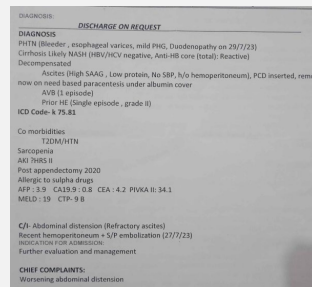 DIAGNOSIS:
DISCHARGE ON REQUEST
DIAGNOSIS
PHTN (Bleeder , esophageal varices, mild PHG, Duodenopathy on 29/7/23)
Cirrhosis Likely NASH (HBV/HCV negative, Anti-HB core (total): Reactive)
Decompensated
Ascites (High SAAG , Low protein, No SBP, h/o hemoperitoneum), PCD inserted, rem
now on need based paracentesis under albumin cover
AVB (1 episode)
Prior HE (Single episode , grade II)
ICD Code- k 75.81
Co morbidities
T2DM/HTN
Sarcopenia
AKI ?HRS II
Post appendectomy 2020
Allergic to sulpha drugs
AFP : 3.9 CA19.9 : 0.8 CEA : 4.2 PIVKA II: 34.1
MELD : 19 CTP- 9 B
C/I- Abdominal distension (Refractory ascites)
Recent hemoperitoneum + S/P embolization (27/7/23)
INDICATION FOR ADMISSION:
Further evaluation and management
CHIEF COMPLAINTS:
Worsening abdominal distension